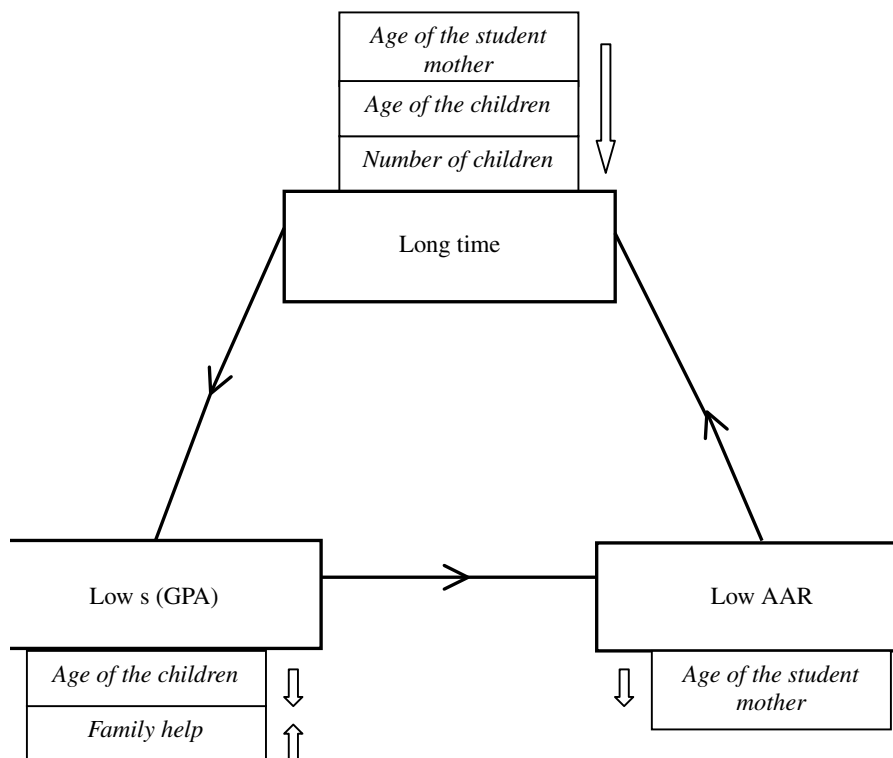 Age of the student
mother
Age of the children
Number of children
Long time
Low s (GPA)
Low AAR
Age of the children
Family help
Age of the student
mother